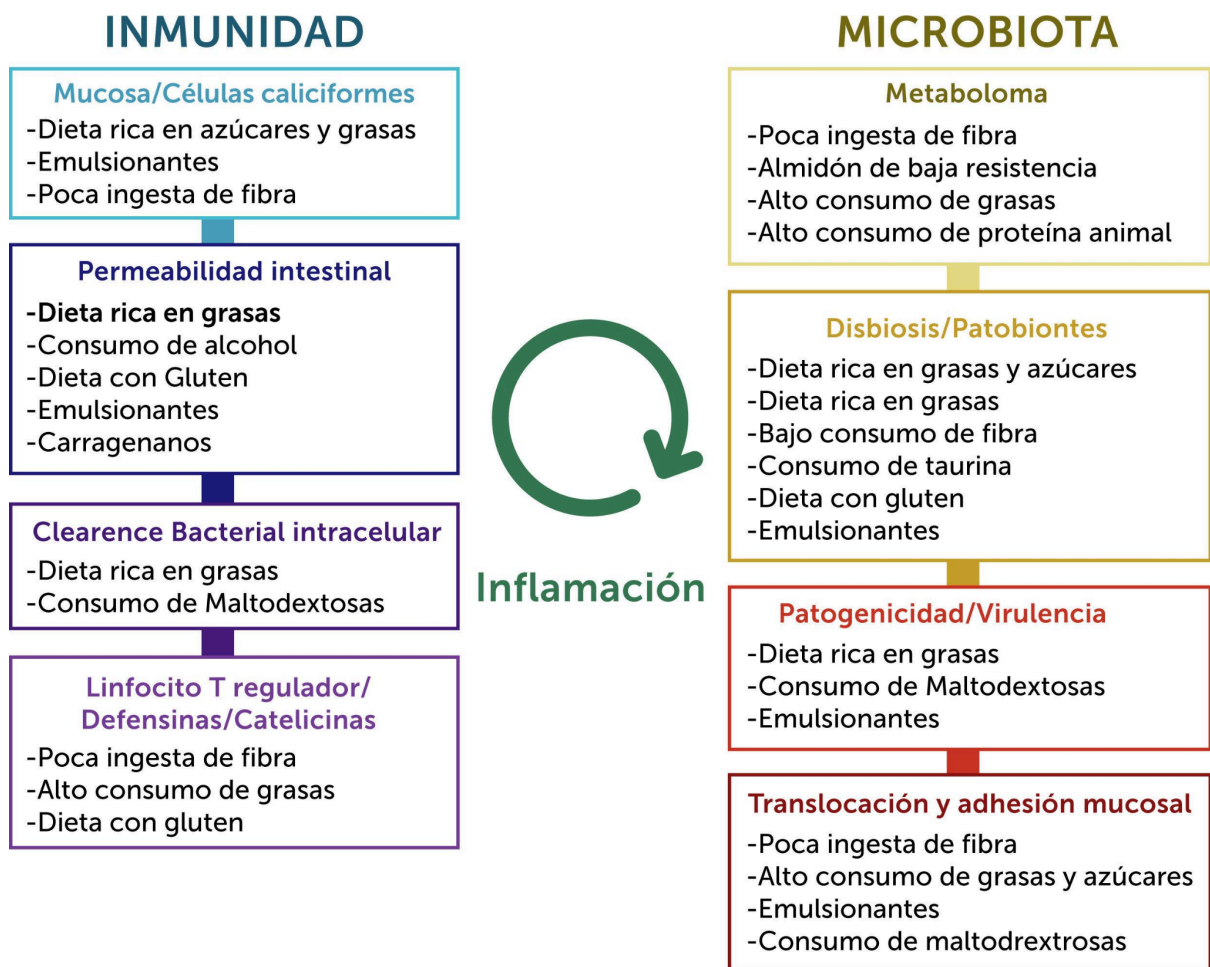 INMUNIDAD
Mucosa/Células caliciformes
-Dieta rica en azúcares y grasas
-Emulsionantes
-Poca ingesta de fibra
Permeabilidad intestinal
-Dieta rica en grasas
-Consumo de alcohol
-Dieta con Gluten
-Emulsionantes
-Carragenanos
Clearence Bacterial intracelular
-Dieta rica en grasas
-Consumo de Maltodextosas
Linfocito T regulador/
Defensinas/Catelicinas
-Poca ingesta de fibra
-Alto consumo de grasas
-Dieta con gluten
Inflamación
MICROBIOTA
Metaboloma
-Poca ingesta de fibra
-Almidón de baja resistencia
-Alto consumo de grasas
-Alto consumo de proteína animal
Disbiosis/Patobiontes
-Dieta rica en grasas y azúcares
-Dieta rica en grasas
-Bajo consumo de fibra
-Consumo de taurina
-Dieta con gluten
-Emulsionantes
Patogenicidad/Virulencia
-Dieta rica en grasas
-Consumo de Maltodextosas
-Emulsionantes
Translocación y adhesión mucosal
-Poca ingesta de fibra
-Alto consumo de grasas y azúcares
-Emulsionantes
-Consumo de maltodrextrosas